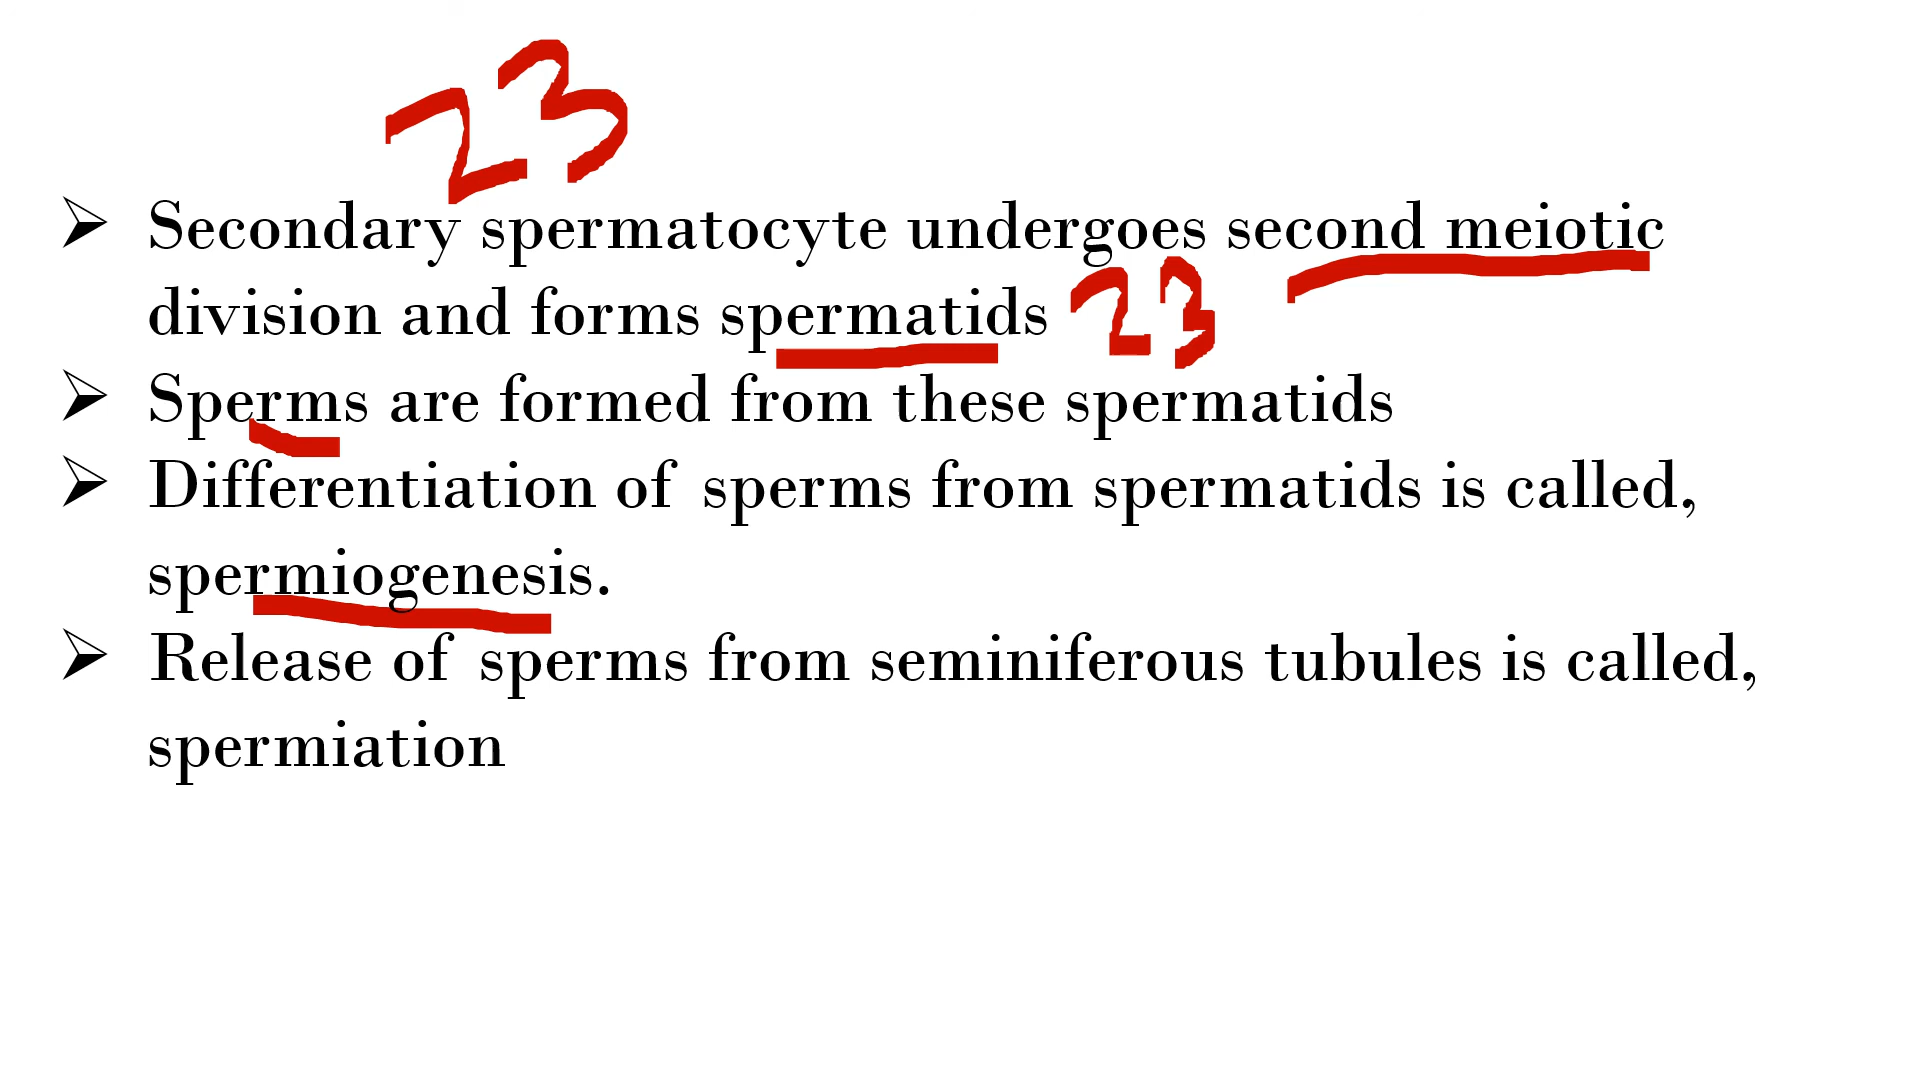 23
➢ Secondary spermatocyte undergoes second meiotic
division and forms spermatids 23
➢ Sperms are formed from these spermatids
➢ Differentiation of sperms from spermatids is called,
spermiogenesis.
➢ Release of sperms from seminiferous tubules is called,
spermiation